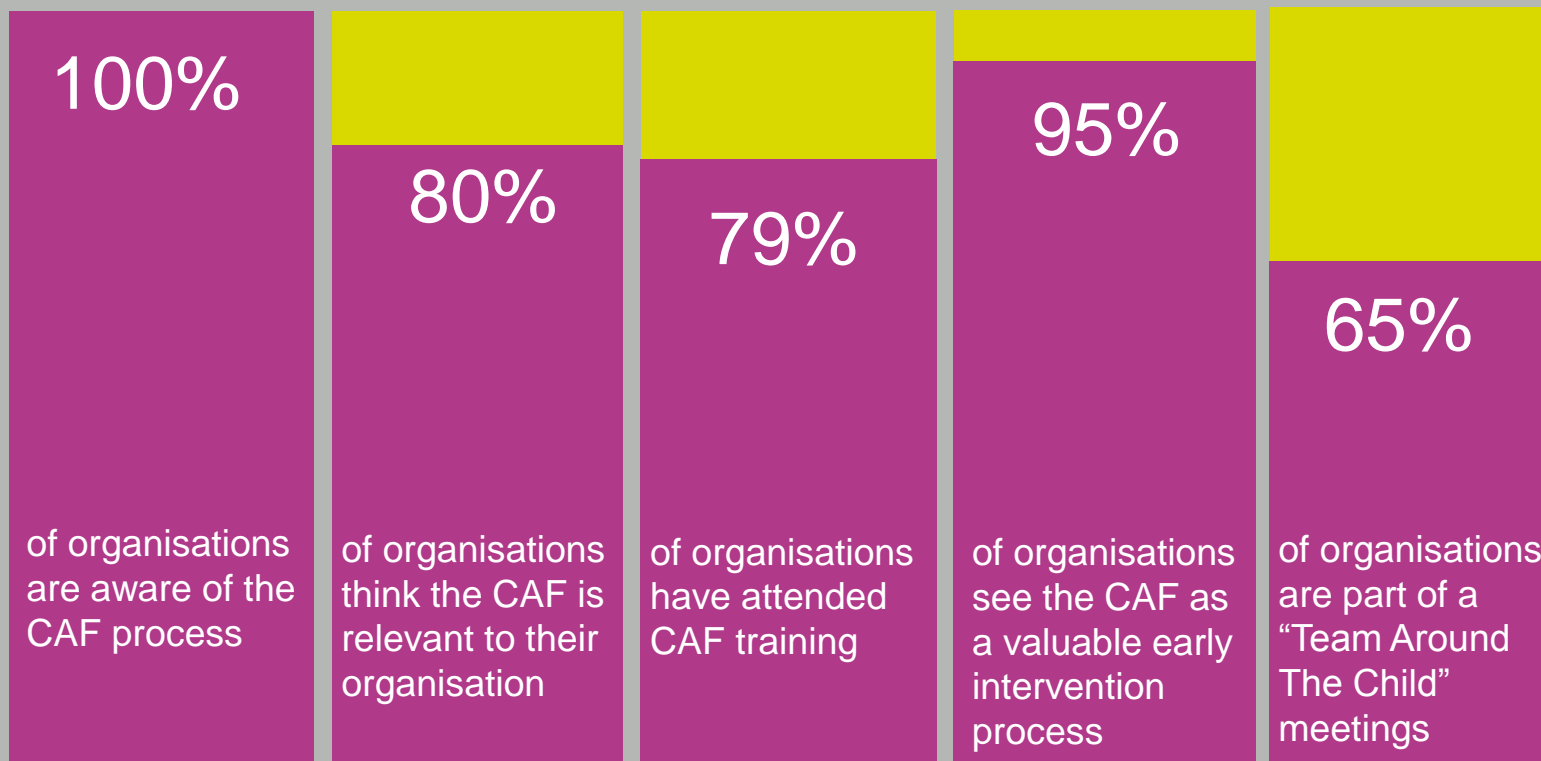 100%
of organisations
are aware of the
CAF process
80%
of organisations
think the CAF is
relevant to their
organisation
79%
of organisations
have attended
CAF training
95%
of organisations
see the CAF as
a valuable early
intervention
process
65%
of organisations
are part of a
“Team Around
The Child”
meetings